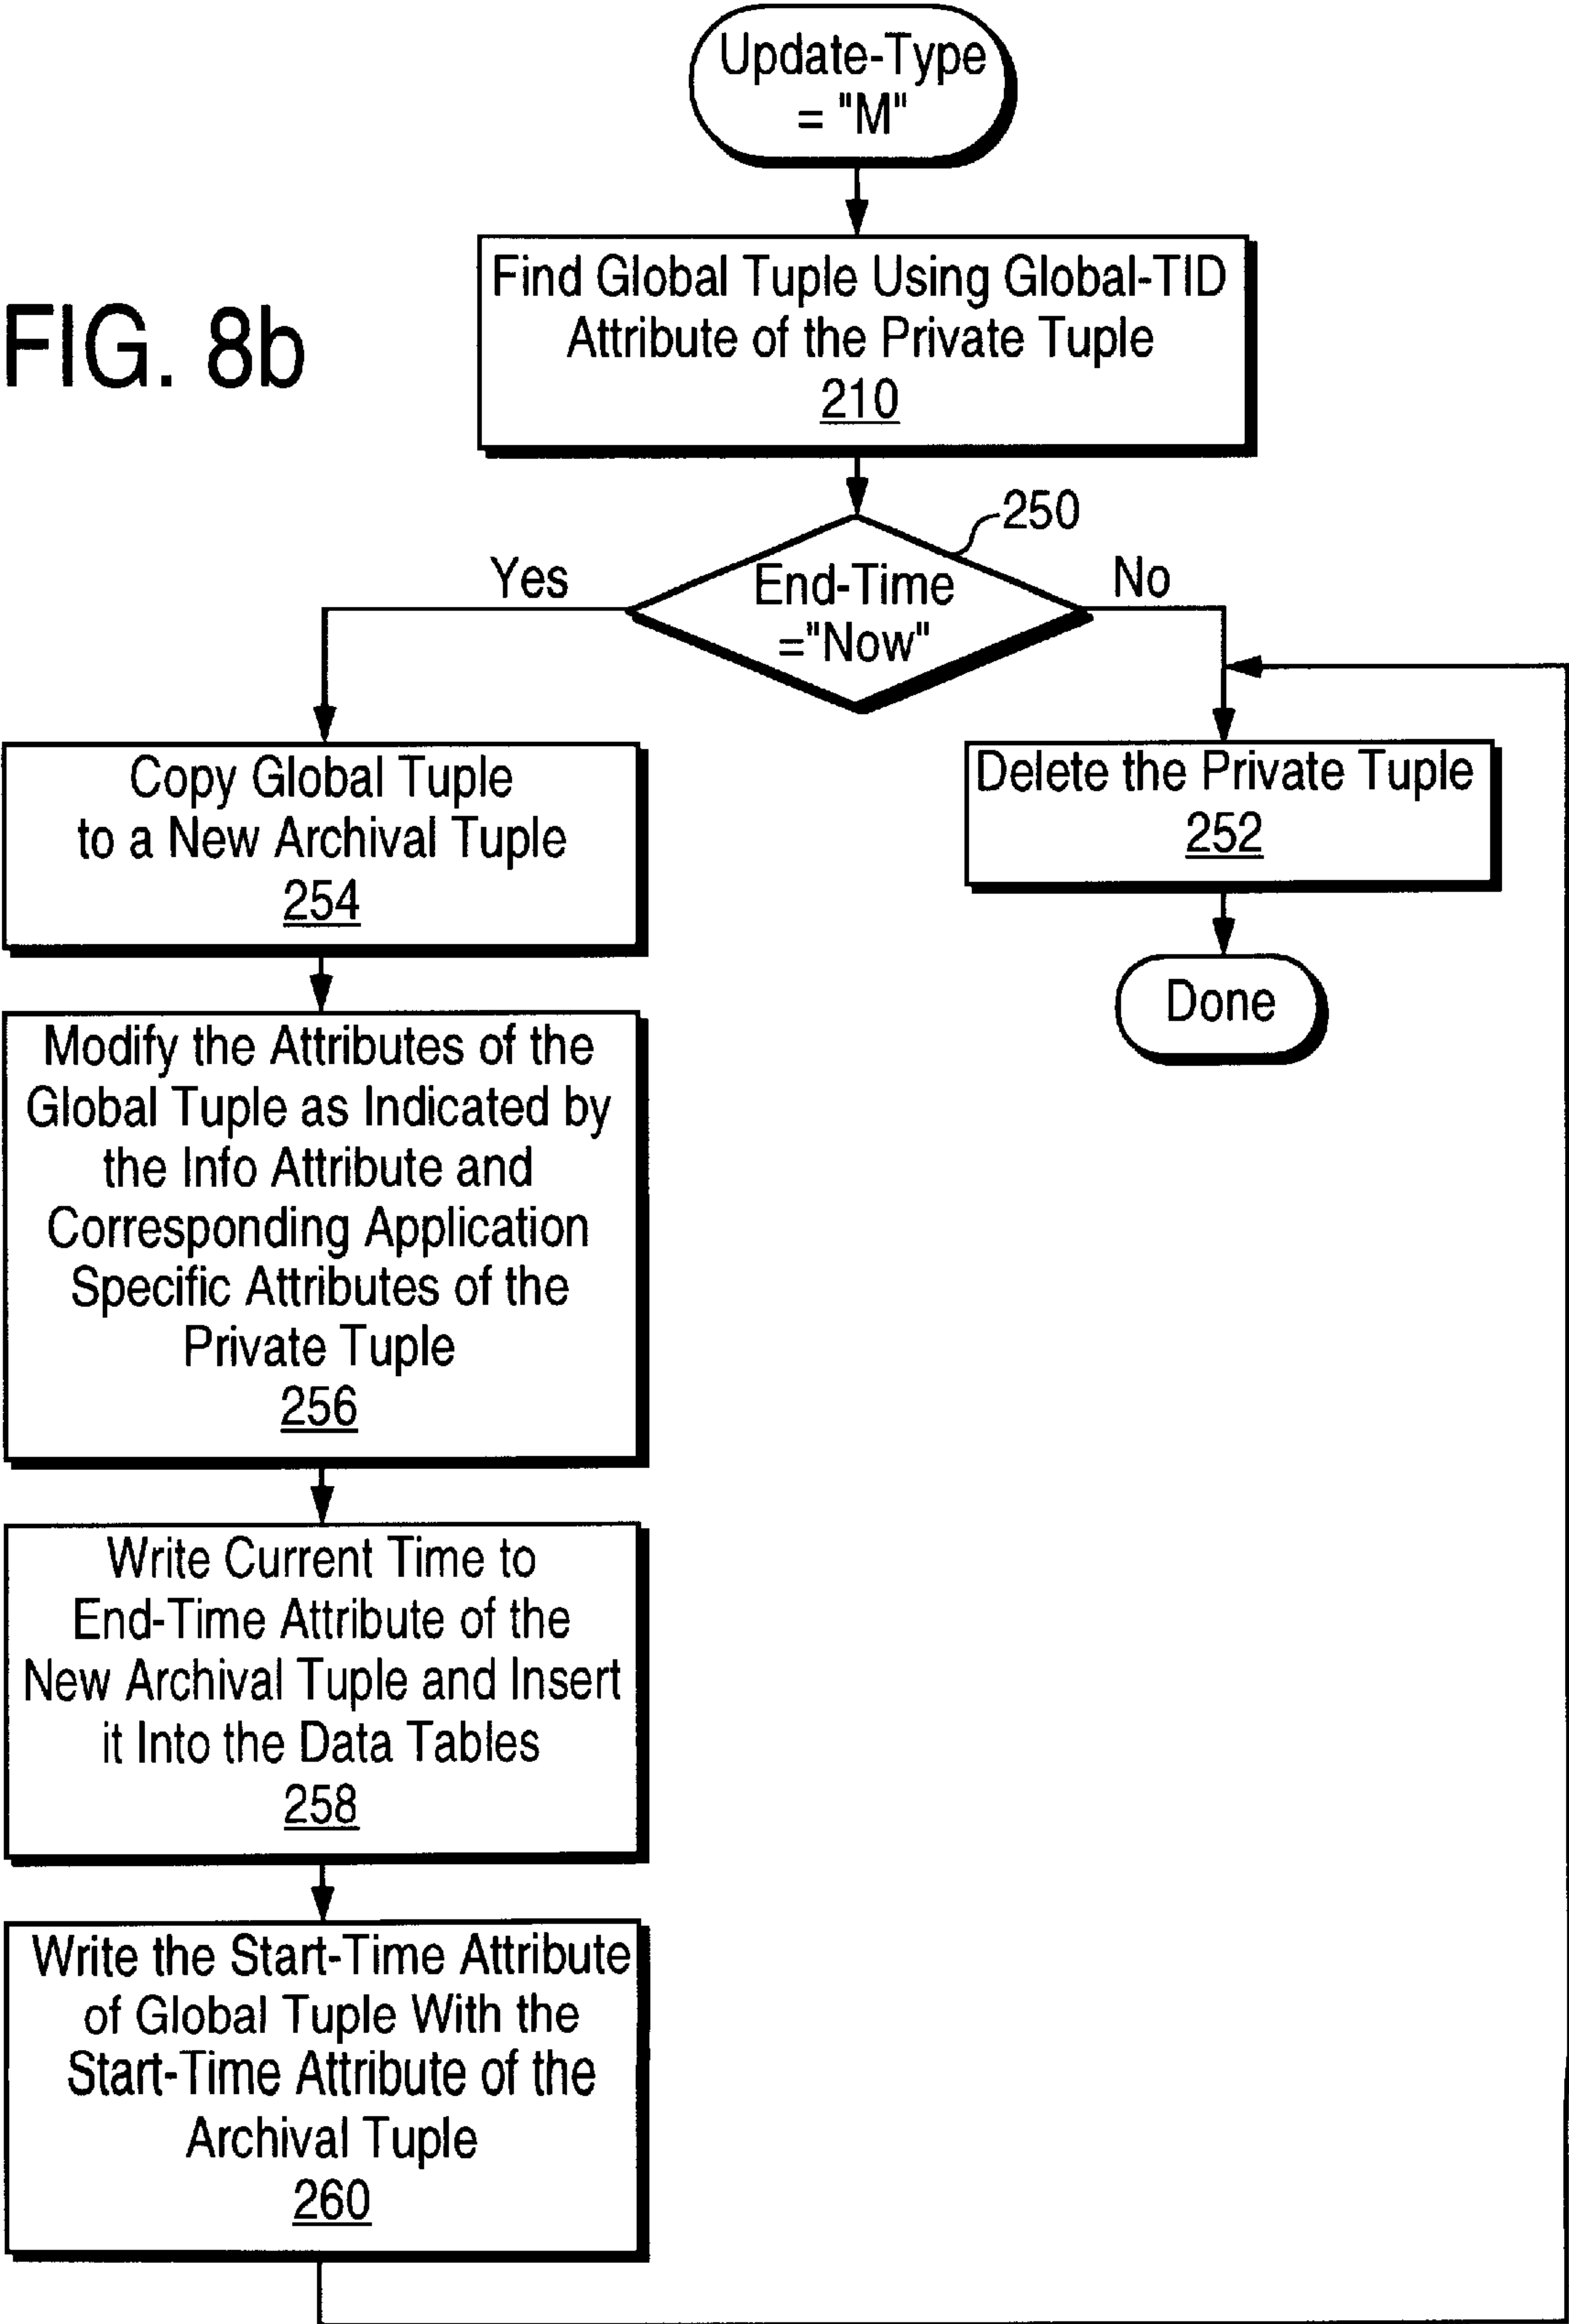 Update-Type
= "M"
FIG. 8b
Find Global Tuple Using Global-TID
Attribute of the Private Tuple
210
250
Yes
End-Time
="Now"
No
Copy Global Tuple
to a New Archival Tuple
254
Delete the Private Tuple
252
Done
Modify the Attributes of the
Global Tuple as Indicated by
the Info Attribute and
Corresponding Application
Specific Attributes of the
Private Tuple
256
Write Current Time to
End-Time Attribute of the
New Archival Tuple and Insert
it Into the Data Tables
258
Write the Start-Time Attribute
of Global Tuple With the
Start-Time Attribute of the
Archival Tuple
260